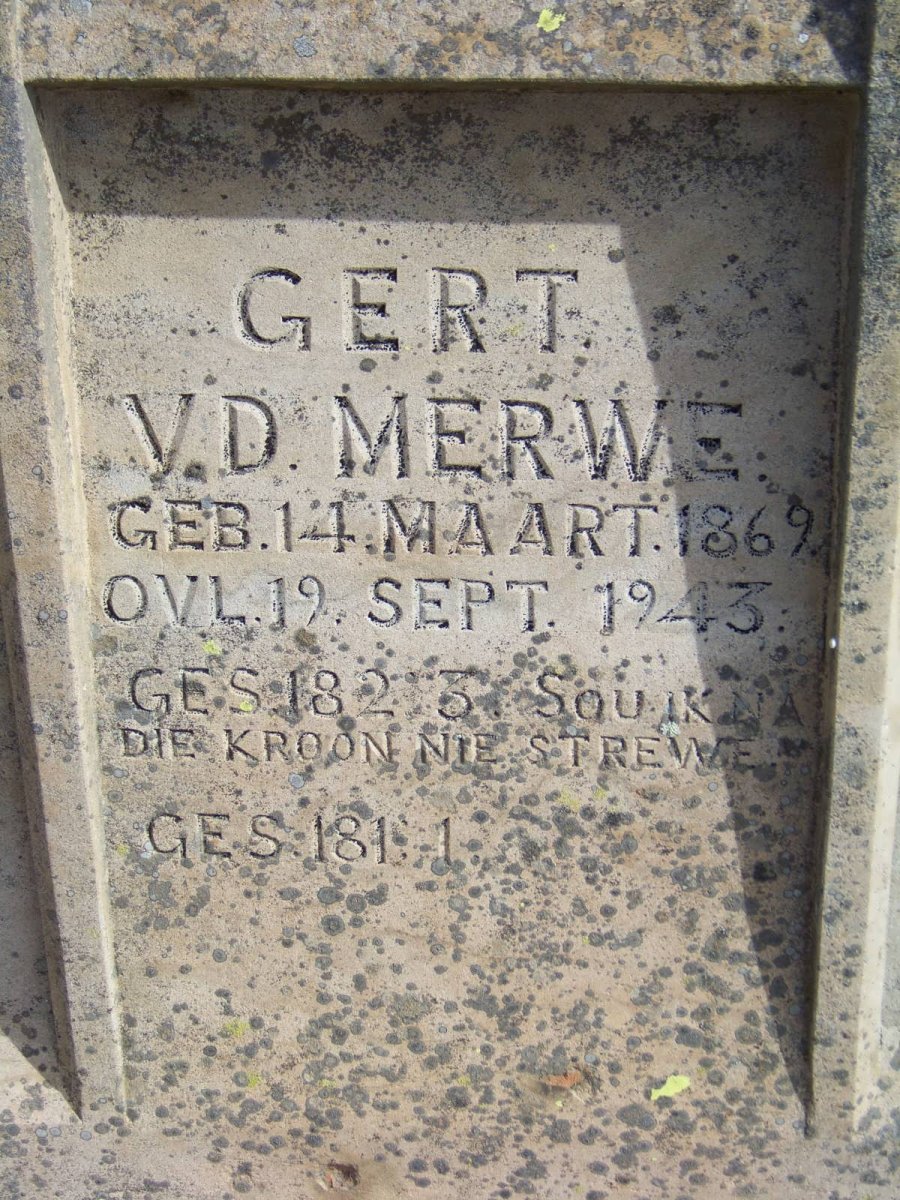 GERT.
V.D. MERWE.
GEB. 14. MAART. 1869
OVL. 19. SEPT. 1943.
GES. 182 : 3. SOU IK NA
DIE KROON NIE STREWE.
GES. 181 : 1